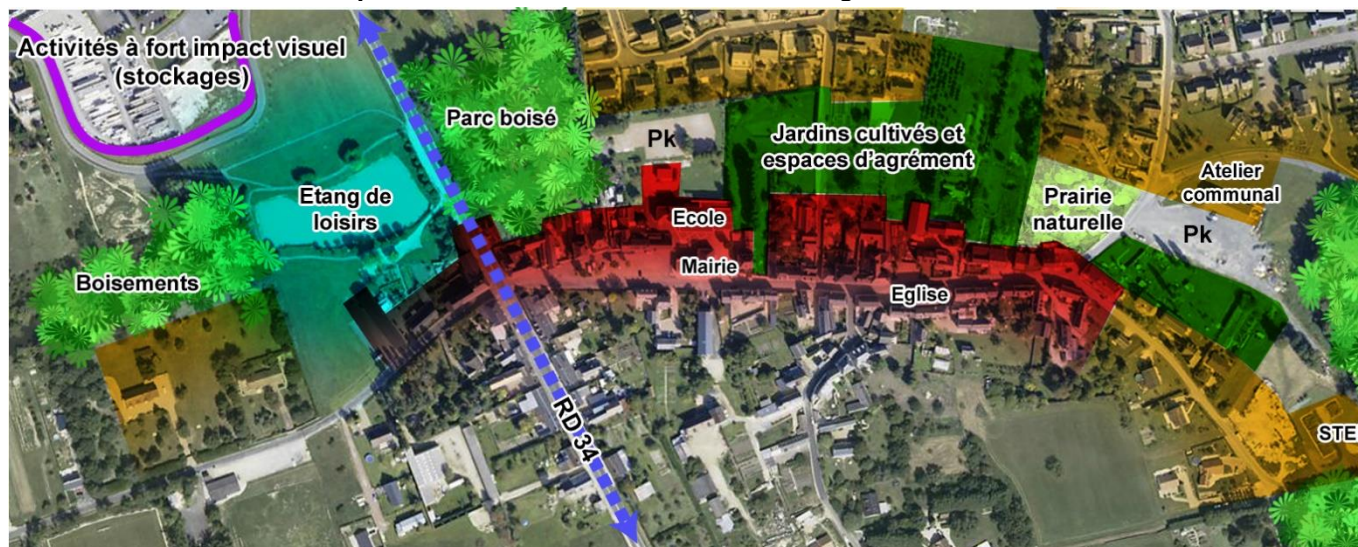 Activités à fort impact visuel
(stockages)
Parc boisé
Pk
Jardins cultivés et
espaces d'agrément
Atelier
communal
Etang de
loisirs
Prairie
naturelle
Ecole
Pk
Boisements
Mairie
Eglise
RD 34
STE